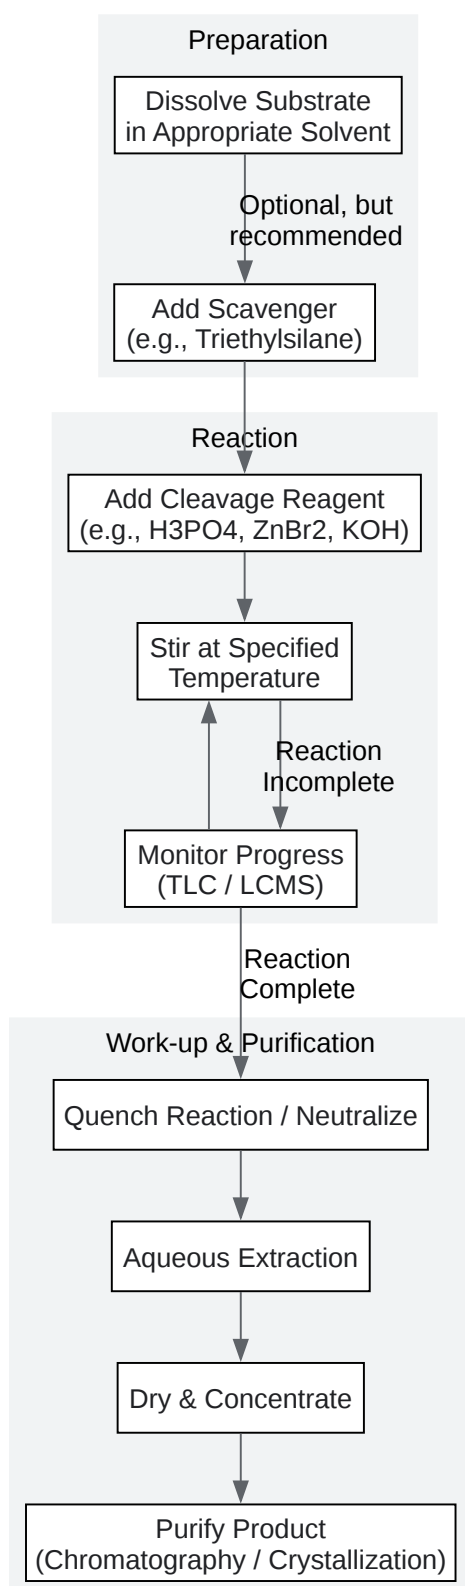 Preparation
Dissolve Substrate
in Appropriate Solvent
Optional, but
recommended
Add Scavenger
(e.g., Triethylsilane)
Reaction
Add Cleavage Reagent
(e.g., H3PO4, ZnBr2, KOH)
Stir at Specified
Temperature
Reaction
Incomplete
Monitor Progress
(TLC / LCMS)
Reaction
Complete
Work-up & Purification
Quench Reaction / Neutralize
Aqueous Extraction
Dry & Concentrate
Purify Product
(Chromatography / Crystallization)